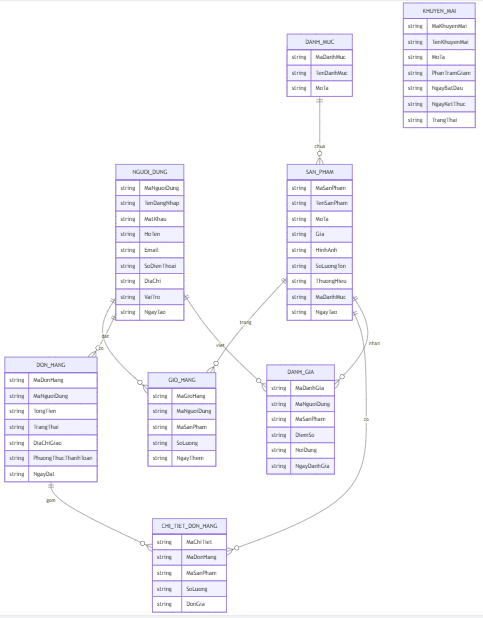 KHUYEN_MAI
string MaKhuyenMai
string TenKhuyenMai
string MoTa
string PhanTramGiam
string NgayBatDau
string NgayKetThuc
string TrangThai
DANH_MUC
string MaDanhMuc
string TenDanhMuc
string MoTa
chua
NGUOI_DUNG
string MaNguoiDung
string TenDangNhap
string MatKhau
string HoTen
string Email
string SoDienThoai
string DiaChi
string VaiTro
string NgayTao
SAN_PHAM
string MaSanPham
string TenSanPham
string MoTa
string Gia
string HinhAnh
string SoLuongTon
string ThuongHieu
string MaDanhMuc
string NgayTao
trong
co
viet
nhan
DON_HANG
string MaDonHang
string MaNguoiDung
string TongTien
string TrangThai
string DiaChiGiao
string PhuongThucThanhToan
string NgayDat
GIO_HANG
string MaGioHang
string MaNguoiDung
string MaSanPham
string SoLuong
string NgayThem
DANH_GIA
string MaDanhGia
string MaNguoiDung
string MaSanPham
string DiemSo
string NoiDung
string NgayDanhGia
co
gom
CHI_TIET_DON_HANG
string MaChiTiet
string MaDonHang
string MaSanPham
string SoLuong
string DonGia